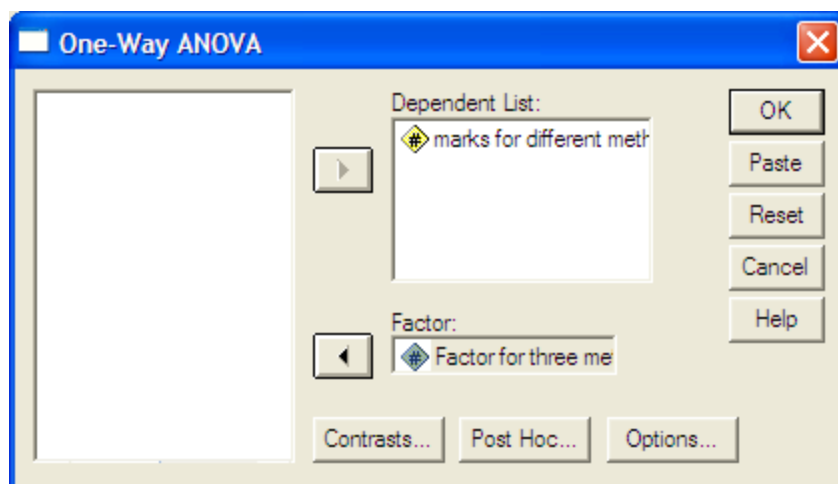 One-Way ANOVA
Dependent List:
# marks for different meth
OK
Paste
Reset
Cancel
Help
Factor:
# Factor for three me
Contrasts... Post Hoc... Options...